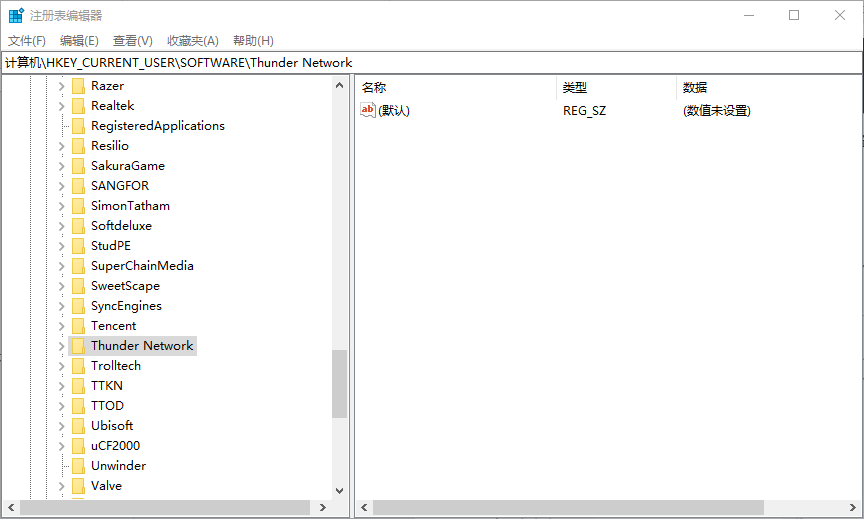 注册表编辑器
文件(F) 编辑(E) 查看(V) 收藏夹(A) 帮助(H)
计算机\HKEY_CURRENT_USER\SOFTWARE\Thunder Network
Razer
Realtek
RegisteredApplications
Resilio
SakuraGame
SANGFOR
SimonTatham
Softdeluxe
StudPE
SuperChainMedia
SweetScape
SyncEngines
Tencent
Thunder Network
Trolltech
TTKN
TTOD
Ubisoft
uCF2000
Unwinder
Valve
名称 类型 数据
ab (默认) REG_SZ (数值未设置)